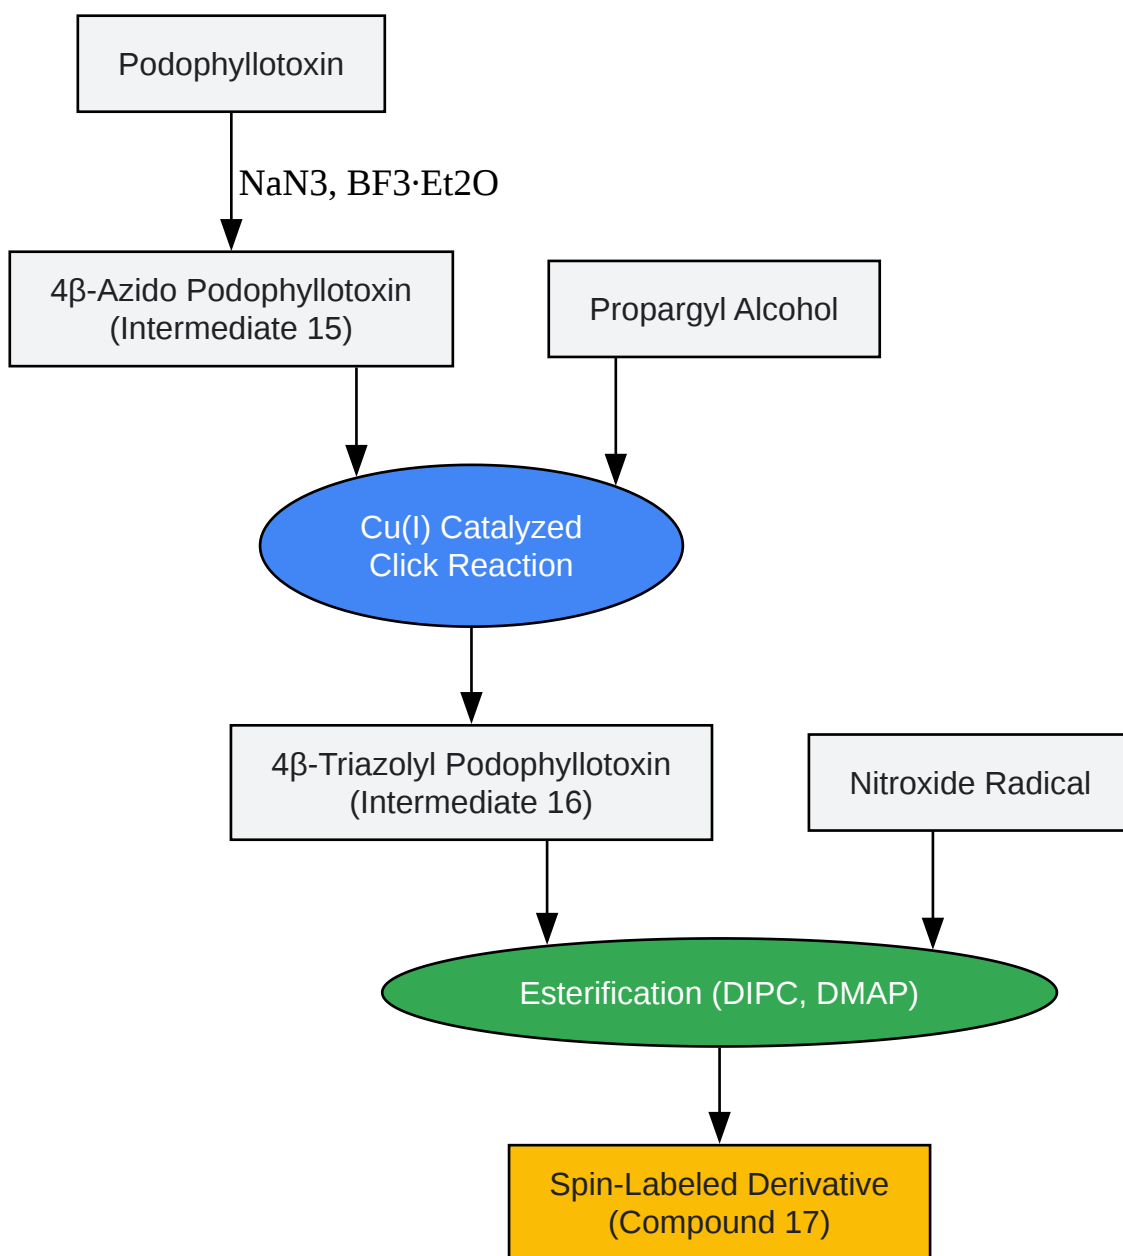 Podophyllotoxin
NaN3, BF3·Et2O
4β-Azido Podophyllotoxin
(Intermediate 15)
Propargyl Alcohol
Cu(I) Catalyzed
Click Reaction
4β-Triazolyl Podophyllotoxin
(Intermediate 16)
Nitroxide Radical
Esterification (DIPC, DMAP)
Spin-Labeled Derivative
(Compound 17)